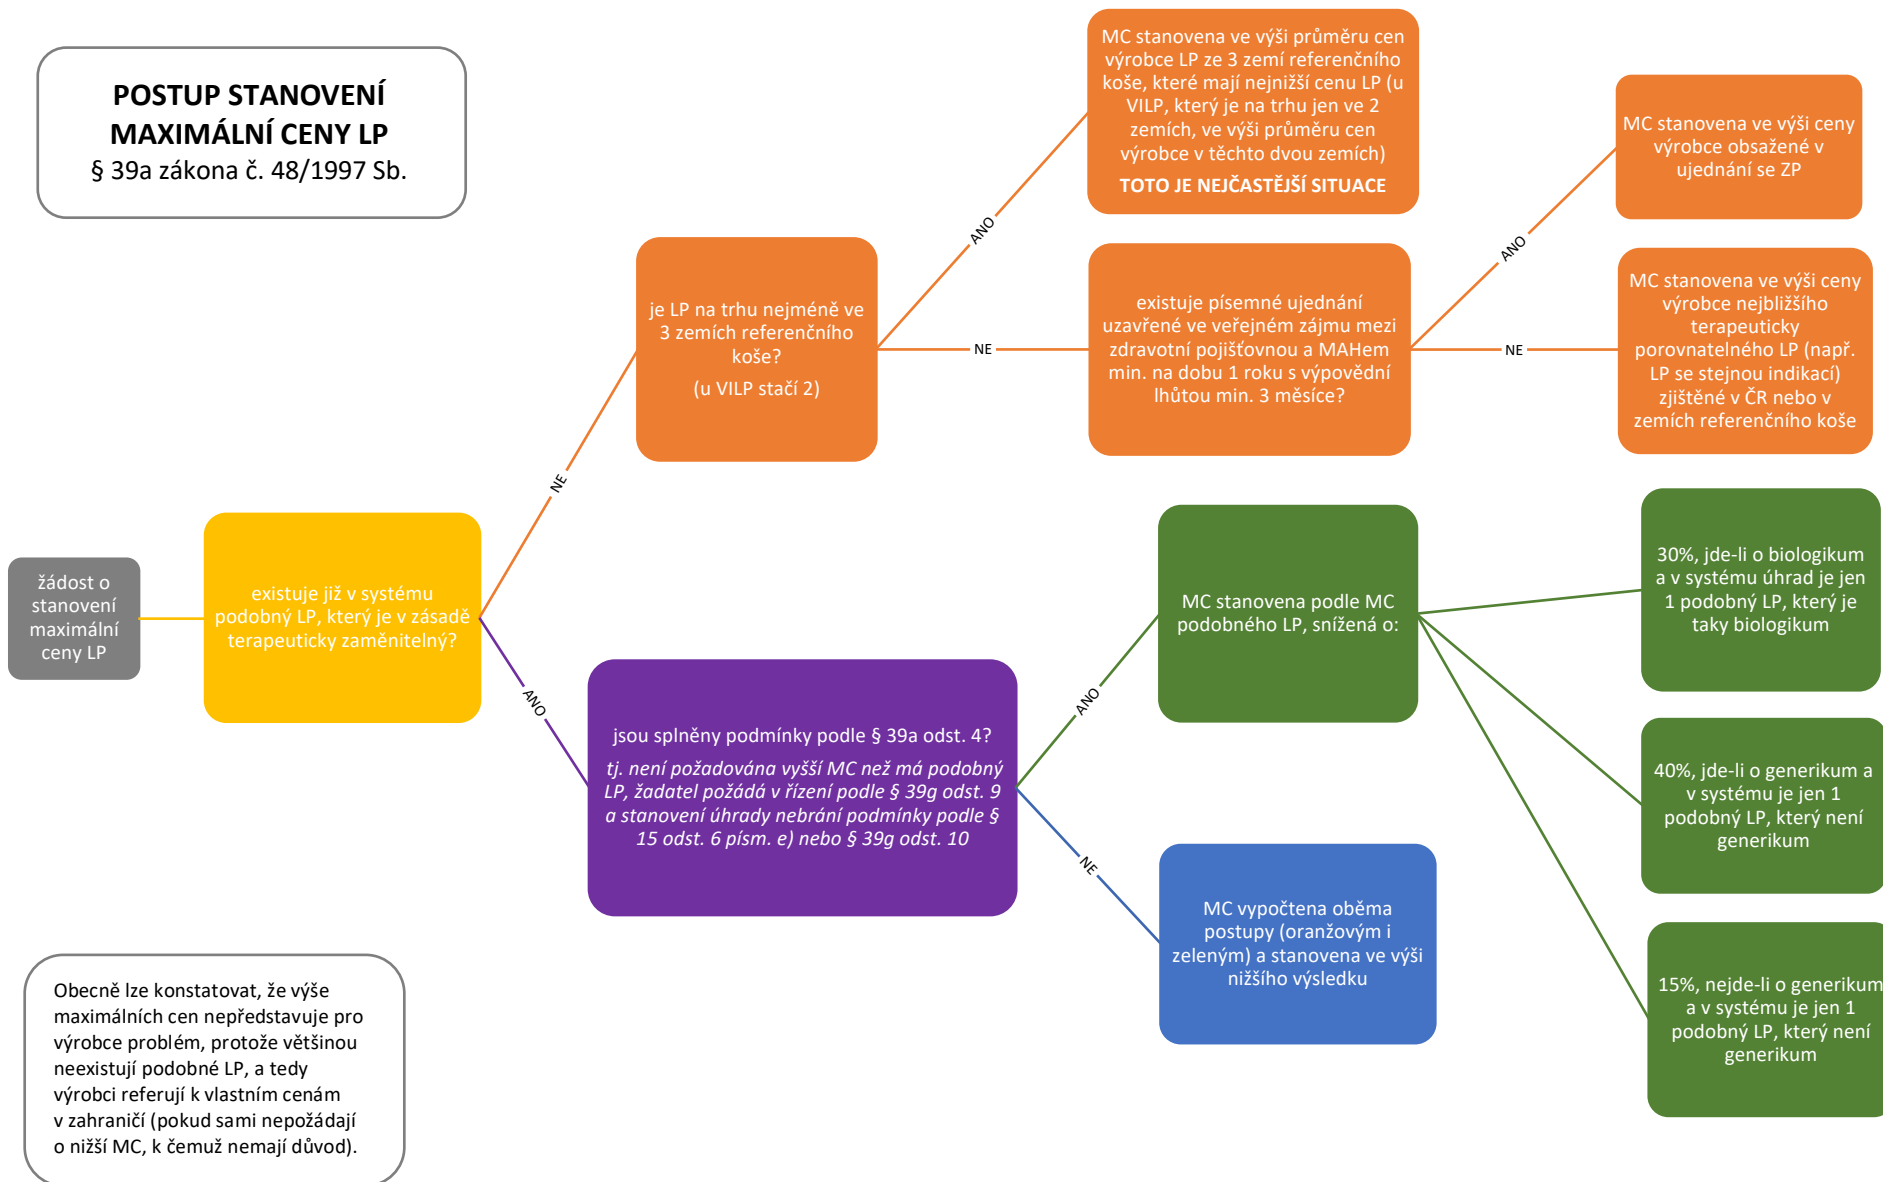 POSTUP STANOVENÍ
MAXIMÁLNÍ CENY LP
§ 39a zákona č. 48/1997 Sb.
MC stanovena ve výši průměru cen
výrobce LP ze 3 zemí referenčního
koše, které mají nejnižší cenu LP (u
VILP, který je na trhu jen ve 2
zemích, ve výši průměru cen
výrobce v těchto dvou zemích)
TOTO JE NEJČASTĚJŠÍ SITUACE
MC stanovena ve výši ceny
výrobce obsažené v
ujednání se ZP
ANO
ANO
je LP na trhu nejméně ve
3 zemích referenčního
koše?
(u VILP stačí 2)
NE
existuje písemné ujednání
uzavřené ve veřejném zájmu mezi
zdravotní pojišťovnou a MAHem
min. na dobu 1 roku s výpovědní
lhůtou min. 3 měsíce?
NE
MC stanovena ve výši ceny
výrobce nejbližšího
terapeuticky
porovnatelného LP (např.
LP se stejnou indikací)
zjištěné v ČR nebo v
zemích referenčního koše
NE
žádost o
stanovení
maximální
ceny LP
existuje již v systému
podobný LP, který je v zásadě
terapeuticky zaměnitelný?
ANO
jsou splněny podmínky podle § 39a odst. 4?
tj. není požadována vyšší MC než má podobný
LP, žadatel požádá v řízení podle § 39g odst. 9
a stanovení úhrady nebrání podmínky podle §
15 odst. 6 písm. e) nebo § 39g odst. 10
ANO
MC stanovena podle MC
podobného LP, snížená o:
30%, jde-li o biologikum
a v systému úhrad je jen
1 podobný LP, který je
taky biologikum
40%, jde-li o generikum a
v systému je jen 1
podobný LP, který není
generikum
15%, nejde-li o generikum
a v systému je jen 1
podobný LP, který není
generikum
NE
MC vypočtena oběma
postupy (oranžovým i
zeleným) a stanovena ve výši
nižšího výsledku
Obecně lze konstatovat, že výše
maximálních cen nepředstavuje pro
výrobce problém, protože většinou
neexistují podobné LP, a tedy
výrobci referují k vlastním cenám
v zahraničí (pokud sami nepožádají
o nižší MC, k čemuž nemají důvod).